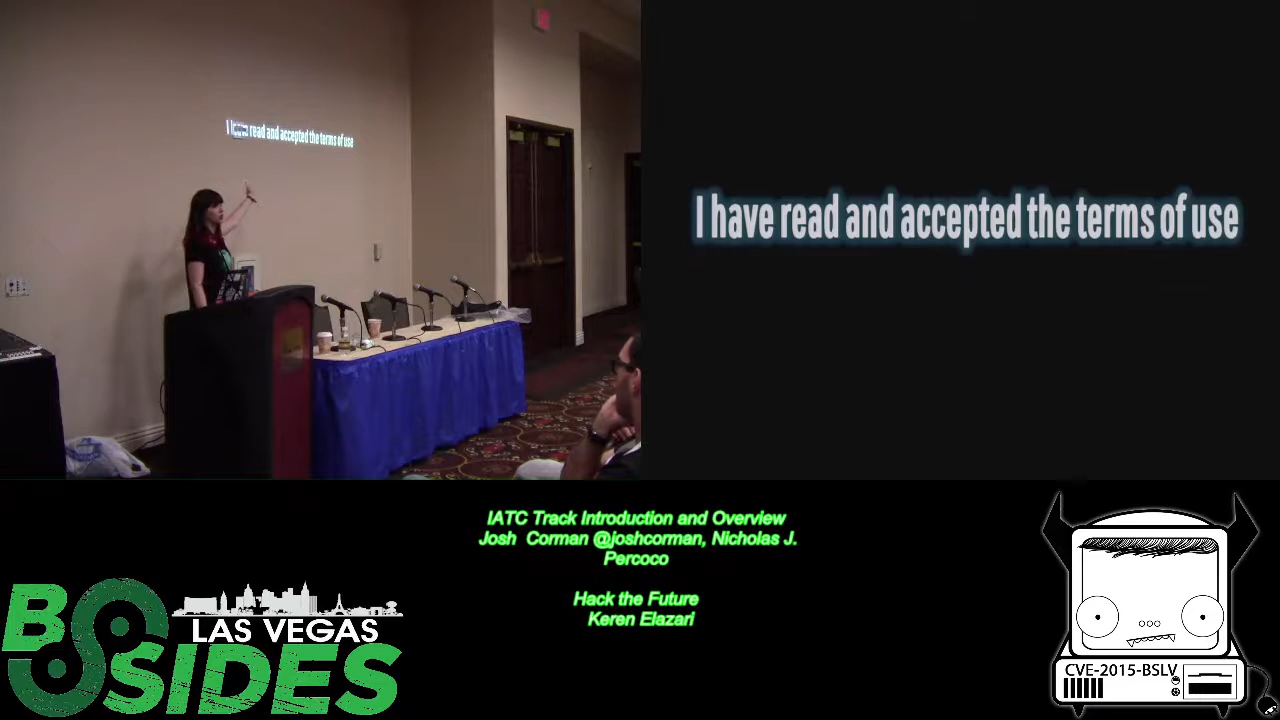 I have read and accepted the terms of use
I have read and accepted the terms of use
IATC Track Introduction and Overview
Josh Corman @joshcorman, Nicholas J.
Percoco
Hack the Future
Keren Elazari
BSIDES
LAS VEGAS
CVE-2015-BSLV